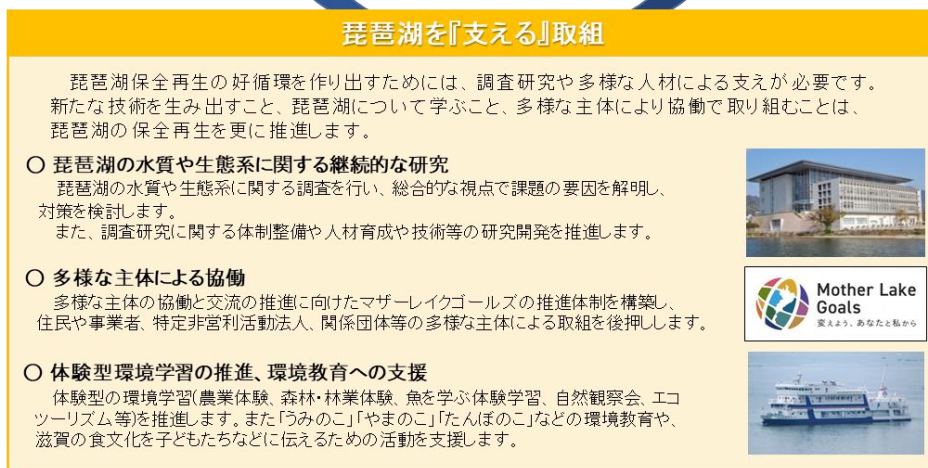 琵琶湖を『支える』取組
琵琶湖保全再生の好循環を作り出すためには、調査研究や多様な人材による支えが必要です。
新たな技術を生み出すこと、琵琶湖について学ぶこと、多様な主体により協働で取り組むことは、
琵琶湖の保全再生を更に推進します。
〇 琵琶湖の水質や生態系に関する継続的な研究
琵琶湖の水質や生態系に関する調査を行い、総合的な視点で課題の要因を解明し、
対策を検討します。
また、調査研究に関する体制整備や人材育成や技術等の研究開発を推進します。
〇 多様な主体による協働
多様な主体の協働と交流の推進に向けたマザーレイクゴールズの推進体制を構築し、
住民や事業者、特定非営利活動法人、関係団体等の多様な主体による取組を後押しします。
Mother Lake
Goals
変えよう、あなたと私から
〇 体験型環境学習の推進、環境教育への支援
体験型の環境学習(農業体験、森林・林業体験、魚を学ぶ体験学習、自然観察会、エコ
ツーリズム等)を推進します。また「うみのこ」「やまのこ」「たんぼのこ」などの環境教育や、
滋賀の食文化を子どもたちなどに伝えるための活動を支援します。